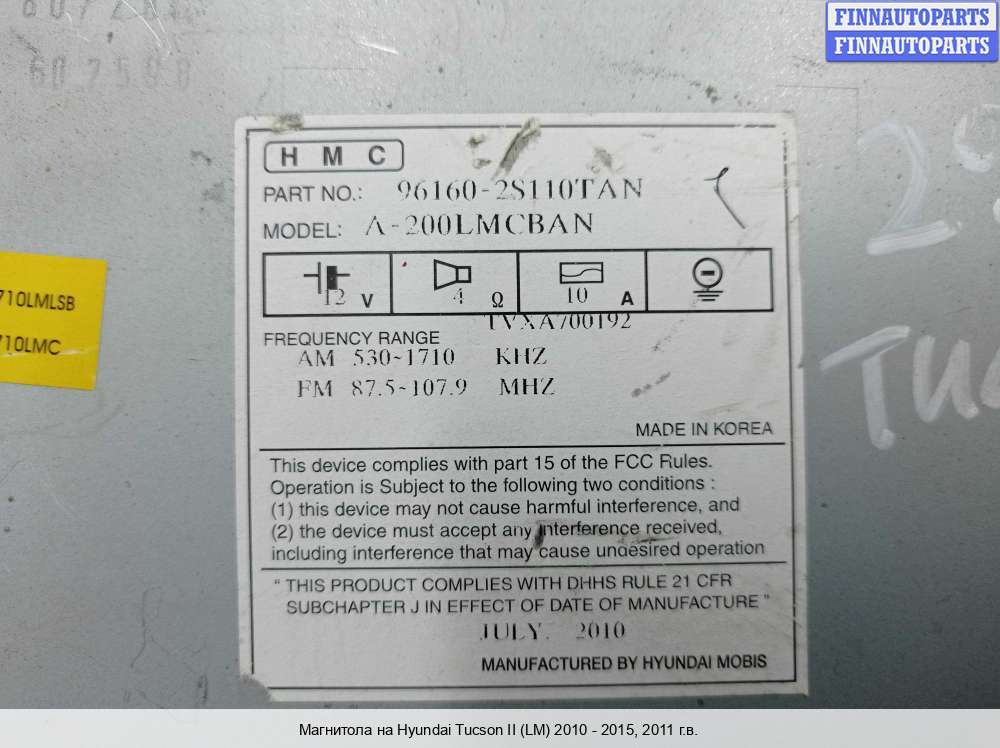 FINNAUTOPARTS
FINNAUTOPARTS
HMC
PART NO.: 96160-2S110TAN
MODEL: A-200LMCBAN
12 V 4 Ω 10 A
TVXA700192
FREQUENCY RANGE
AM 530~1710 KHZ
FM 87.5~107.9 MHZ
MADE IN KOREA
This device complies with part 15 of the FCC Rules.
Operation is Subject to the following two conditions :
(1) this device may not cause harmful interference, and
(2) the device must accept any interference received,
including interference that may cause undesired operation
" THIS PRODUCT COMPLIES WITH DHHS RULE 21 CFR
SUBCHAPTER J IN EFFECT OF DATE OF MANUFACTURE "
JULY. 2010
MANUFACTURED BY HYUNDAI MOBIS
710LMLSB
710LMC
Магнитола на Hyundai Tucson II (LM) 2010 - 2015, 2011 г.в.